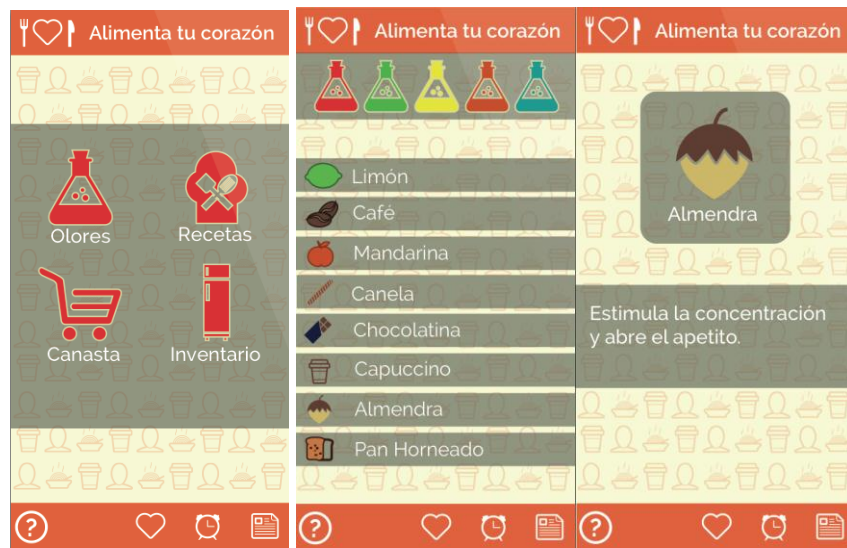 Alimenta tu corazón
Olores
Recetas
Canasta
Inventario
?
Alimenta tu corazón
Limón
Café
Mandarina
Canela
Chocolatina
Capuccino
Almendra
Pan Horneado
?
Alimenta tu corazón
Almendra
Estimula la concentración
y abre el apetito.
?